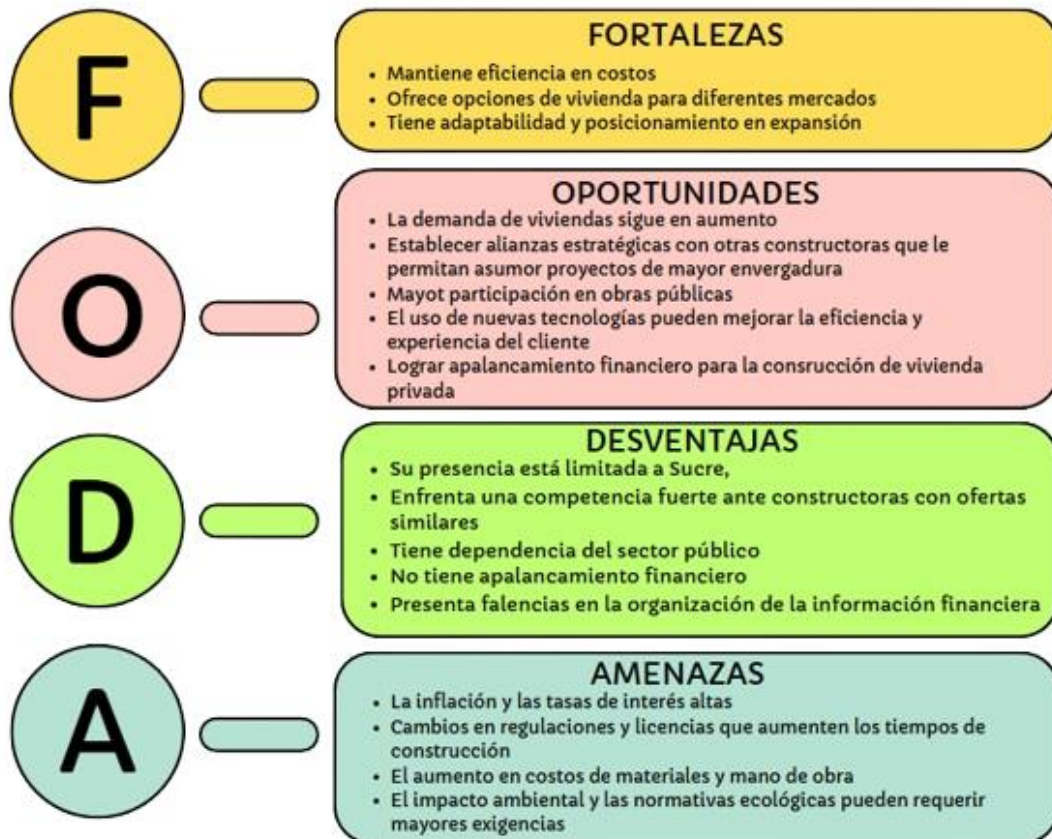 F
FORTALEZAS
• Mantiene eficiencia en costos
• Ofrece opciones de vivienda para diferentes mercados
• Tiene adaptabilidad y posicionamiento en expansión
O
OPORTUNIDADES
• La demanda de viviendas sigue en aumento
• Establecer alianzas estratégicas con otras constructoras que le
permitan asumor proyectos de mayor envergadura
• Mayot participación en obras públicas
• El uso de nuevas tecnologías pueden mejorar la eficiencia y
experiencia del cliente
• Lograr apalancamiento financiero para la consrucción de vivienda
privada
D
DESVENTAJAS
• Su presencia está limitada a Sucre,
• Enfrenta una competencia fuerte ante constructoras con ofertas
similares
• Tiene dependencia del sector público
• No tiene apalancamiento financiero
• Presenta falencias en la organización de la información financiera
A
AMENAZAS
• La inflación y las tasas de interés altas
• Cambios en regulaciones y licencias que aumenten los tiempos de
construcción
• El aumento en costos de materiales y mano de obra
• El impacto ambiental y las normativas ecológicas pueden requerir
mayores exigencias